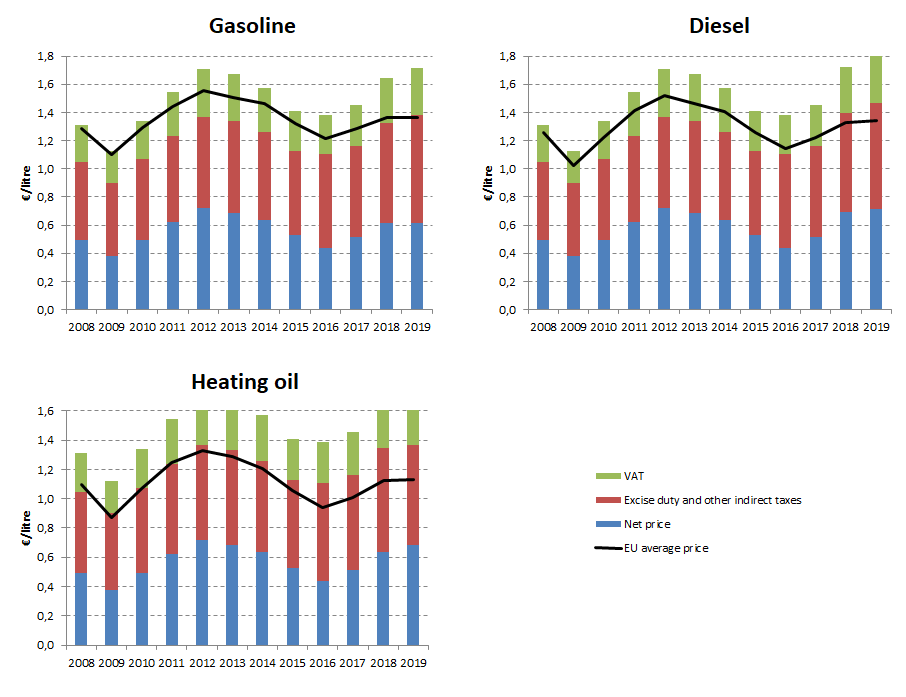 Gasoline
1,8
1,6
1,4
1,2
1,0
0,8
0,6
0,4
0,2
0,0
€/litre
2008 2009 2010 2011 2012 2013 2014 2015 2016 2017 2018 2019
Diesel
1,8
1,6
1,4
1,2
1,0
0,8
0,6
0,4
0,2
0,0
€/litre
2008 2009 2010 2011 2012 2013 2014 2015 2016 2017 2018 2019
Heating oil
1,6
1,4
1,2
1,0
0,8
0,6
0,4
0,2
0,0
€/litre
2008 2009 2010 2011 2012 2013 2014 2015 2016 2017 2018 2019
VAT
Excise duty and other indirect taxes
Net price
EU average price